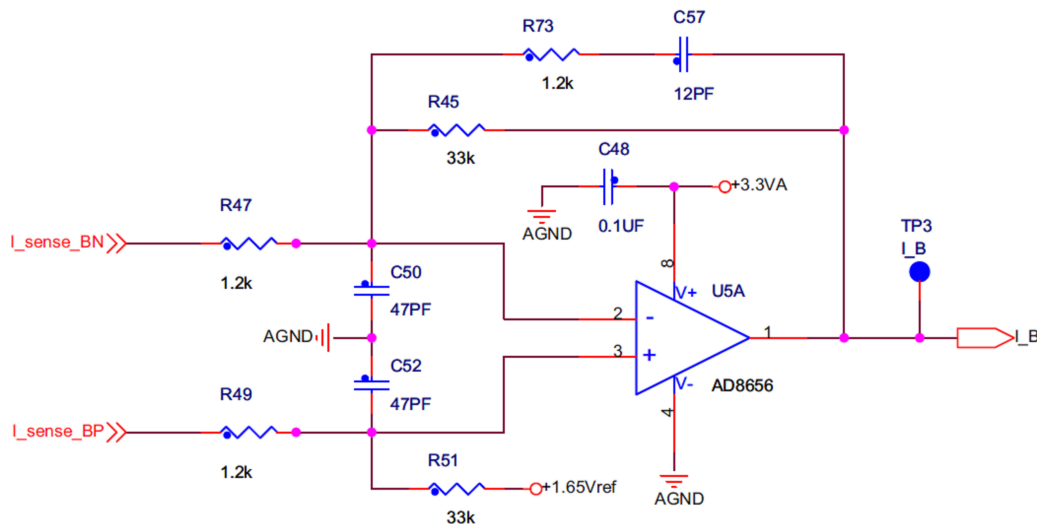 C57
R73
1.2k
12PF
R45
33k
C48
+3.3VA
0.1UF
AGND
TP3
I_B
R47
I_sense_BN
1.2k
8
C50
V+
U5A
47PF
2
-
1
AGND
I_B
3
+
C52
V-
AD8656
47PF
R49
4
I_sense_BP
1.2k
R51
+1.65Vref
AGND
33k